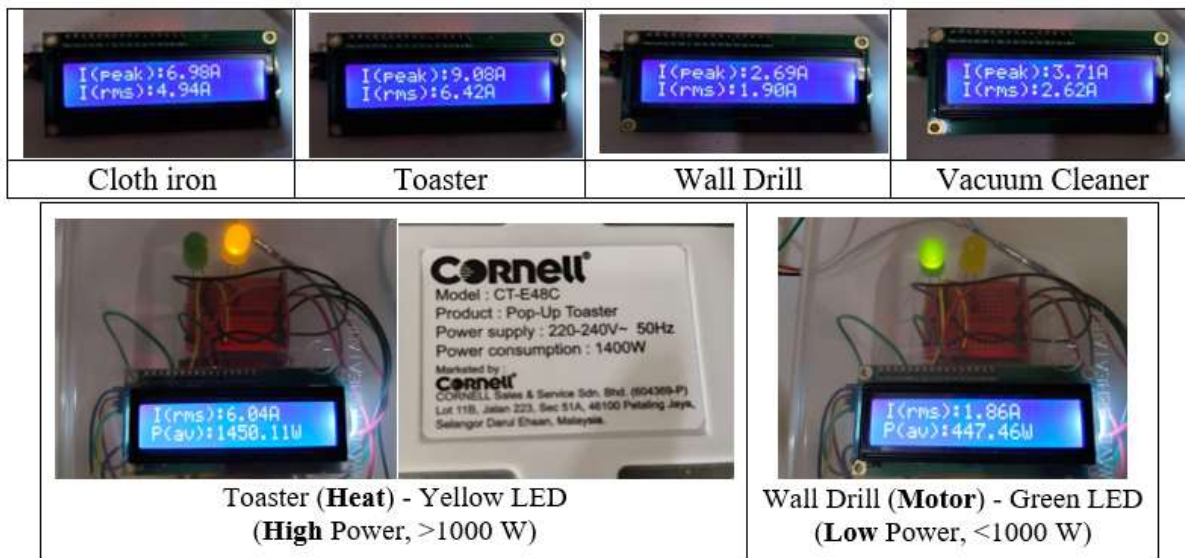 I(peak):6.98A
I(rms):4.94A
I(peak):9.08A
I(rms):6.42A
I(peak):2.69A
I(rms):1.90A
I(peak):3.71A
I(rms):2.62A
Cloth iron
Toaster
Wall Drill
Vacuum Cleaner
I(rms):6.04A
P(av):1450.11W
CORNELL®
Model : CT-E48C
Product : Pop-Up Toaster
Power supply : 220-240V~ 50Hz
Power consumption : 1400W
Marketed by :
CORNELL®
CORNELL Sales & Service Sdn. Bhd. (604369-P)
Lot 11B, Jalan 223, Sec 51A, 46100 Petaling Jaya,
Selangor Darul Ehsan, Malaysia.
I(rms):1.86A
P(av):447.46W
Toaster (Heat) - Yellow LED
(High Power, >1000 W)
Wall Drill (Motor) - Green LED
(Low Power, <1000 W)